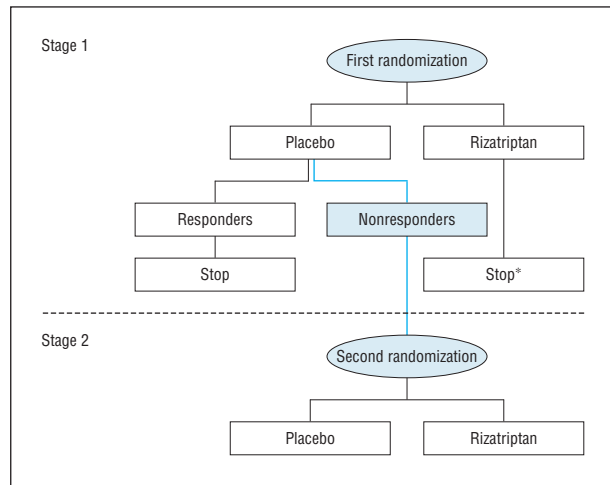 Stage 1
First randomization
Placebo
Rizatriptan
Responders
Nonresponders
Stop
Stop*
Stage 2
Second randomization
Placebo
Rizatriptan